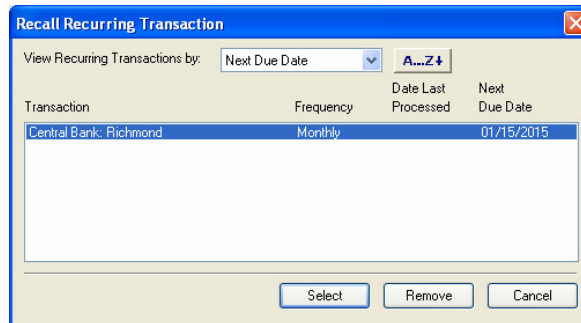 Recall Recurring Transaction
View Recurring Transactions by: Next Due Date A...Z↓
Date Last Next
Transaction Frequency Processed Due Date
Central Bank: Richmond Monthly 01/15/2015
Select Remove Cancel